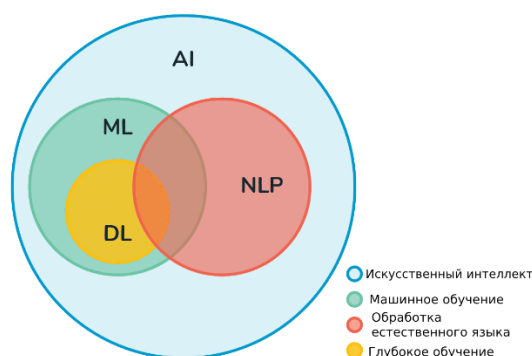 AI
ML
NLP
DL
Искусственный интеллект
Машинное обучение
Обработка
естественного языка
Глубокое обучение